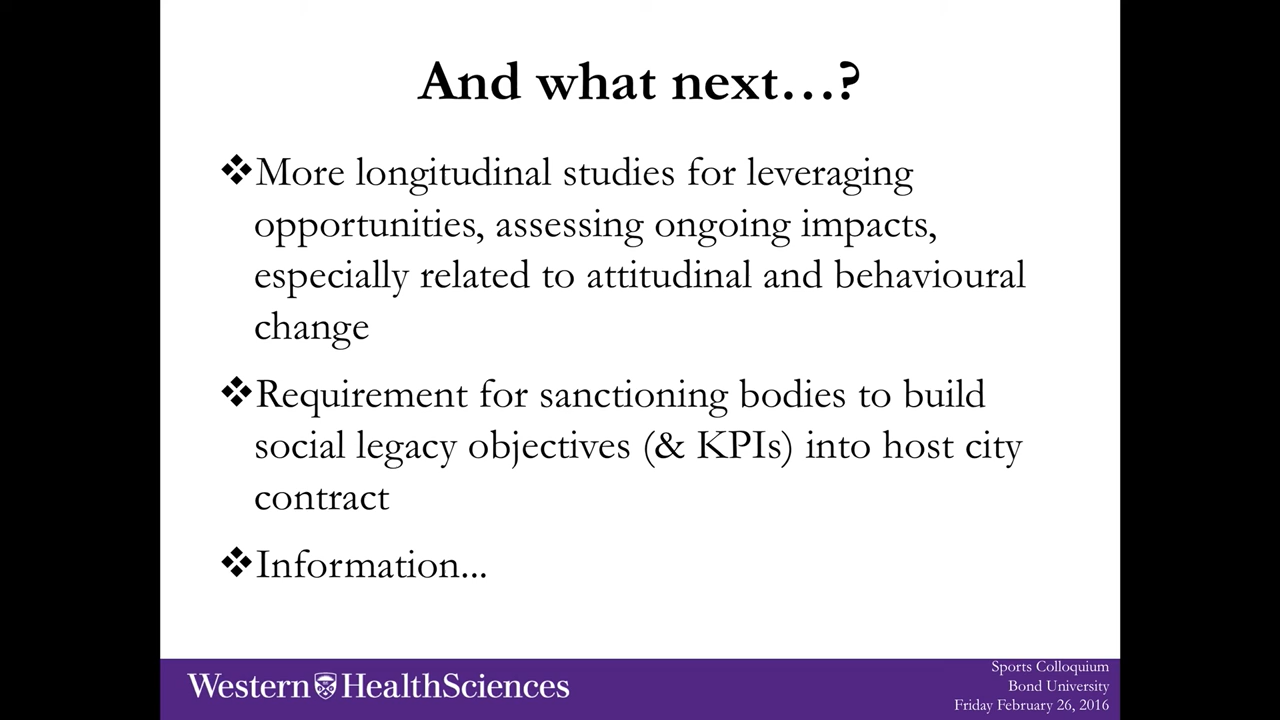 And what next…?
❖More longitudinal studies for leveraging
opportunities, assessing ongoing impacts,
especially related to attitudinal and behavioural
change
❖Requirement for sanctioning bodies to build
social legacy objectives (& KPIs) into host city
contract
❖Information...
Western HealthSciences
Sports Colloquium
Bond University
Friday February 26, 2016